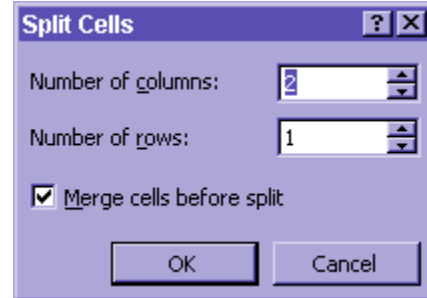 Split Cells
Number of columns: 2
Number of rows: 1
Merge cells before split
OK Cancel